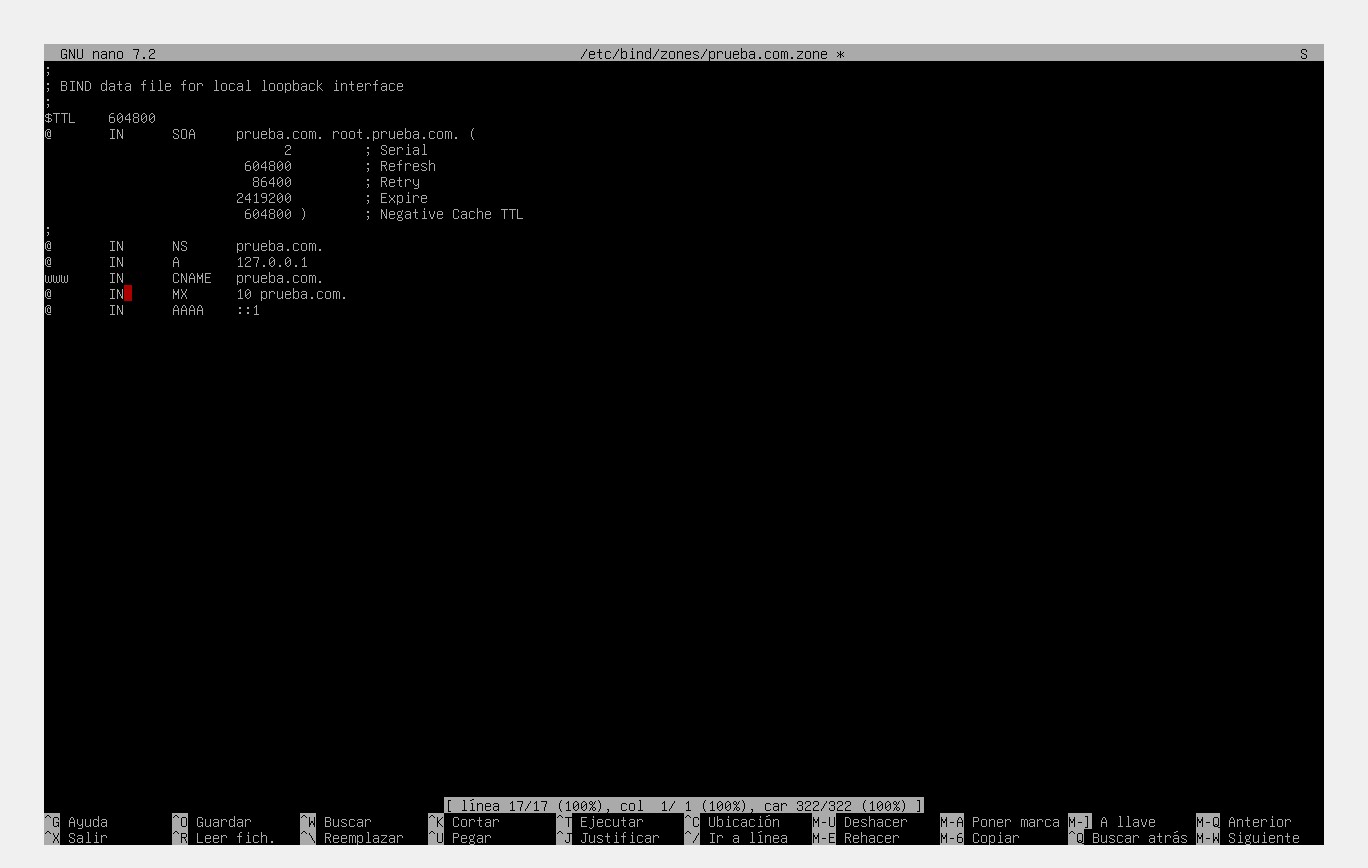 GNU nano 7.2 /etc/bind/zones/prueba.com.zone * S
;
; BIND data file for local loopback interface
;
$TTL 604800
@ IN SOA prueba.com. root.prueba.com. (
2 ; Serial
604800 ; Refresh
86400 ; Retry
2419200 ; Expire
604800 ) ; Negative Cache TTL
;
@ IN NS prueba.com.
@ IN A 127.0.0.1
www IN CNAME prueba.com.
@ IN MX 10 prueba.com.
@ IN AAAA ::1
[ línea 17/17 (100%), col 1/ 1 (100%), car 322/322 (100%) ]
^G Ayuda ^O Guardar ^W Buscar ^K Cortar ^T Ejecutar ^C Ubicación M-U Deshacer M-A Poner marca M-] A llave M-Q Anterior
^X Salir ^R Leer fich. ^\ Reemplazar ^U Pegar ^J Justificar ^/ Ir a línea M-E Rehacer M-6 Copiar ^Q Buscar atrás M-W Siguiente